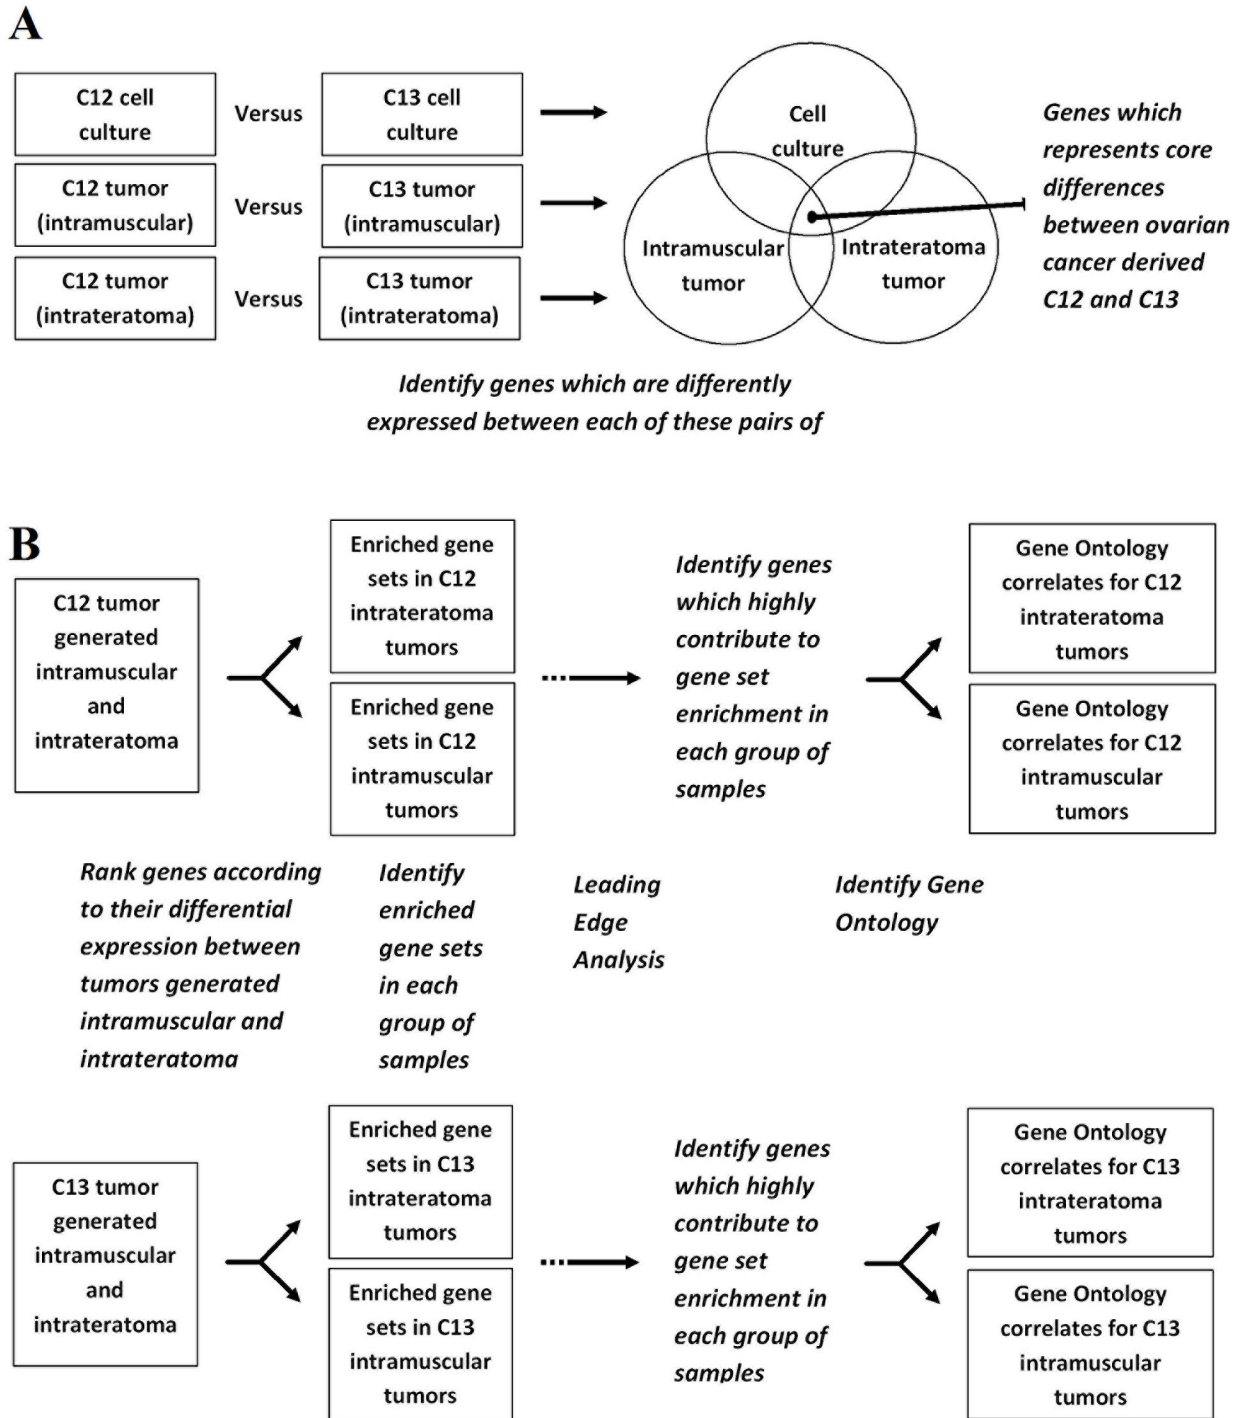 A
C12 cell
culture
Versus
C13 cell
culture
C12 tumor
(intramuscular)
Versus
C13 tumor
(intramuscular)
C12 tumor
(intrateratoma)
Versus
C13 tumor
(intrateratoma)
Cell
culture
Intramuscular
tumor
Intrateratoma
tumor
Genes which
represents core
differences
between ovarian
cancer derived
C12 and C13
Identify genes which are differently
expressed between each of these pairs of
B
C12 tumor
generated
intramuscular
and
intrateratoma
Enriched gene
sets in C12
intrateratoma
tumors
Enriched gene
sets in C12
intramuscular
tumors
Identify genes
which highly
contribute to
gene set
enrichment in
each group of
samples
Gene Ontology
correlates for C12
intrateratoma
tumors
Gene Ontology
correlates for C12
intramuscular
tumors
Rank genes according
to their differential
expression between
tumors generated
intramuscular and
intrateratoma
Identify
enriched
gene sets
in each
group of
samples
Leading
Edge
Analysis
Identify Gene
Ontology
C13 tumor
generated
intramuscular
and
intrateratoma
Enriched gene
sets in C13
intrateratoma
tumors
Enriched gene
sets in C13
intramuscular
tumors
Identify genes
which highly
contribute to
gene set
enrichment in
each group of
samples
Gene Ontology
correlates for C13
intrateratoma
tumors
Gene Ontology
correlates for C13
intramuscular
tumors